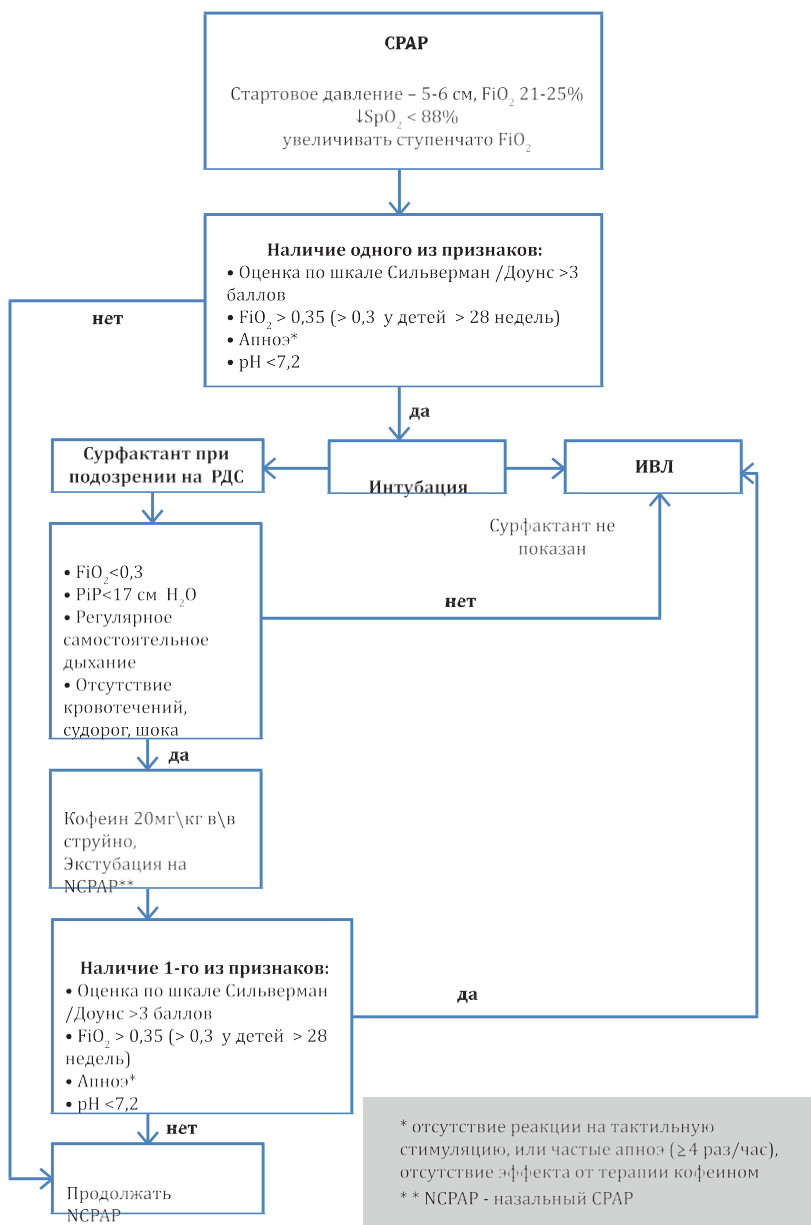 CPAP
Стартовое давление – 5-6 см, FiO₂ 21-25%
↓SpO₂ < 88%
увеличивать ступенчато FiO₂
Наличие одного из признаков:
• Оценка по шкале Сильверман /Доунс >3
баллов
• FiO₂ > 0,35 (> 0,3 у детей > 28 недель)
• Апноэ*
• pH <7,2
нет
да
Сурфактант при
подозрении на РДС
Интубация
ИВЛ
Сурфактант не
показан
• FiO₂<0,3
• PiP<17 см H₂O
• Регулярное
самостоятельное
дыхание
• Отсутствие
кровотечений,
судорог, шока
нет
да
Кофеин 20мг\кг в\в
струйно,
Экстубация на
NCPAP**
Наличие 1-го из признаков:
• Оценка по шкале Сильверман
/Доунс >3 баллов
• FiO₂ > 0,35 (> 0,3 у детей > 28
недель)
• Апноэ*
• pH <7,2
да
нет
Продолжать
NCPAP
* отсутствие реакции на тактильную
стимуляцию, или частые апноэ (≥4 раз/час),
отсутствие эффекта от терапии кофеином
* * NCPAP - назальный CPAP